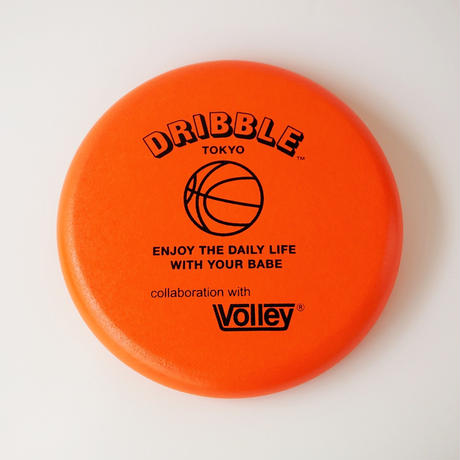 DRIBBLE
TOKYO
™
ENJOY THE DAILY LIFE
WITH YOUR BABE
collaboration with
Volley®